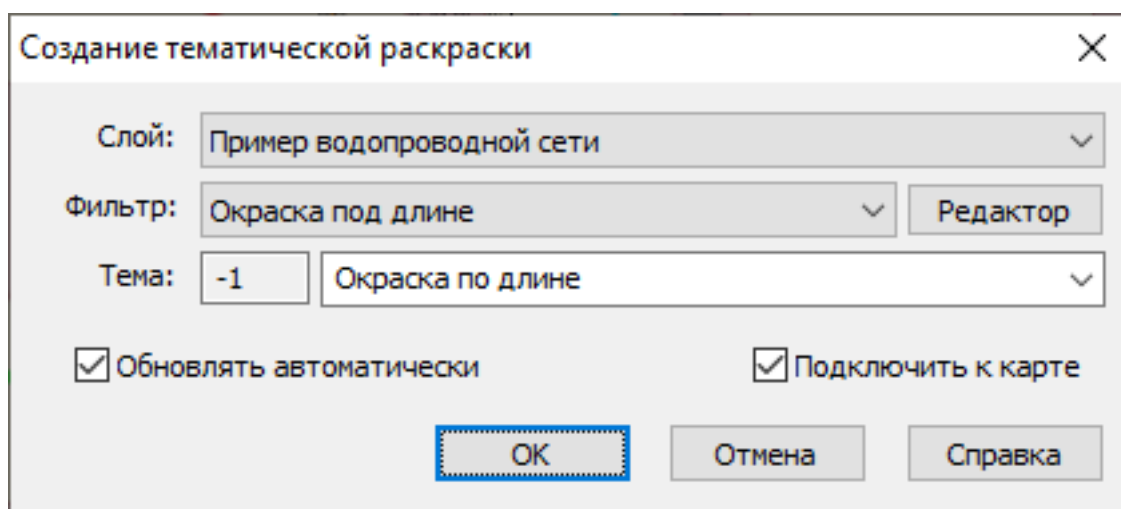 Создание тематической раскраски
Слой: Пример водопроводной сети
Фильтр: Окраска под длине Редактор
Тема: -1 Окраска по длине
Обновлять автоматически Подключить к карте
OK Отмена Справка